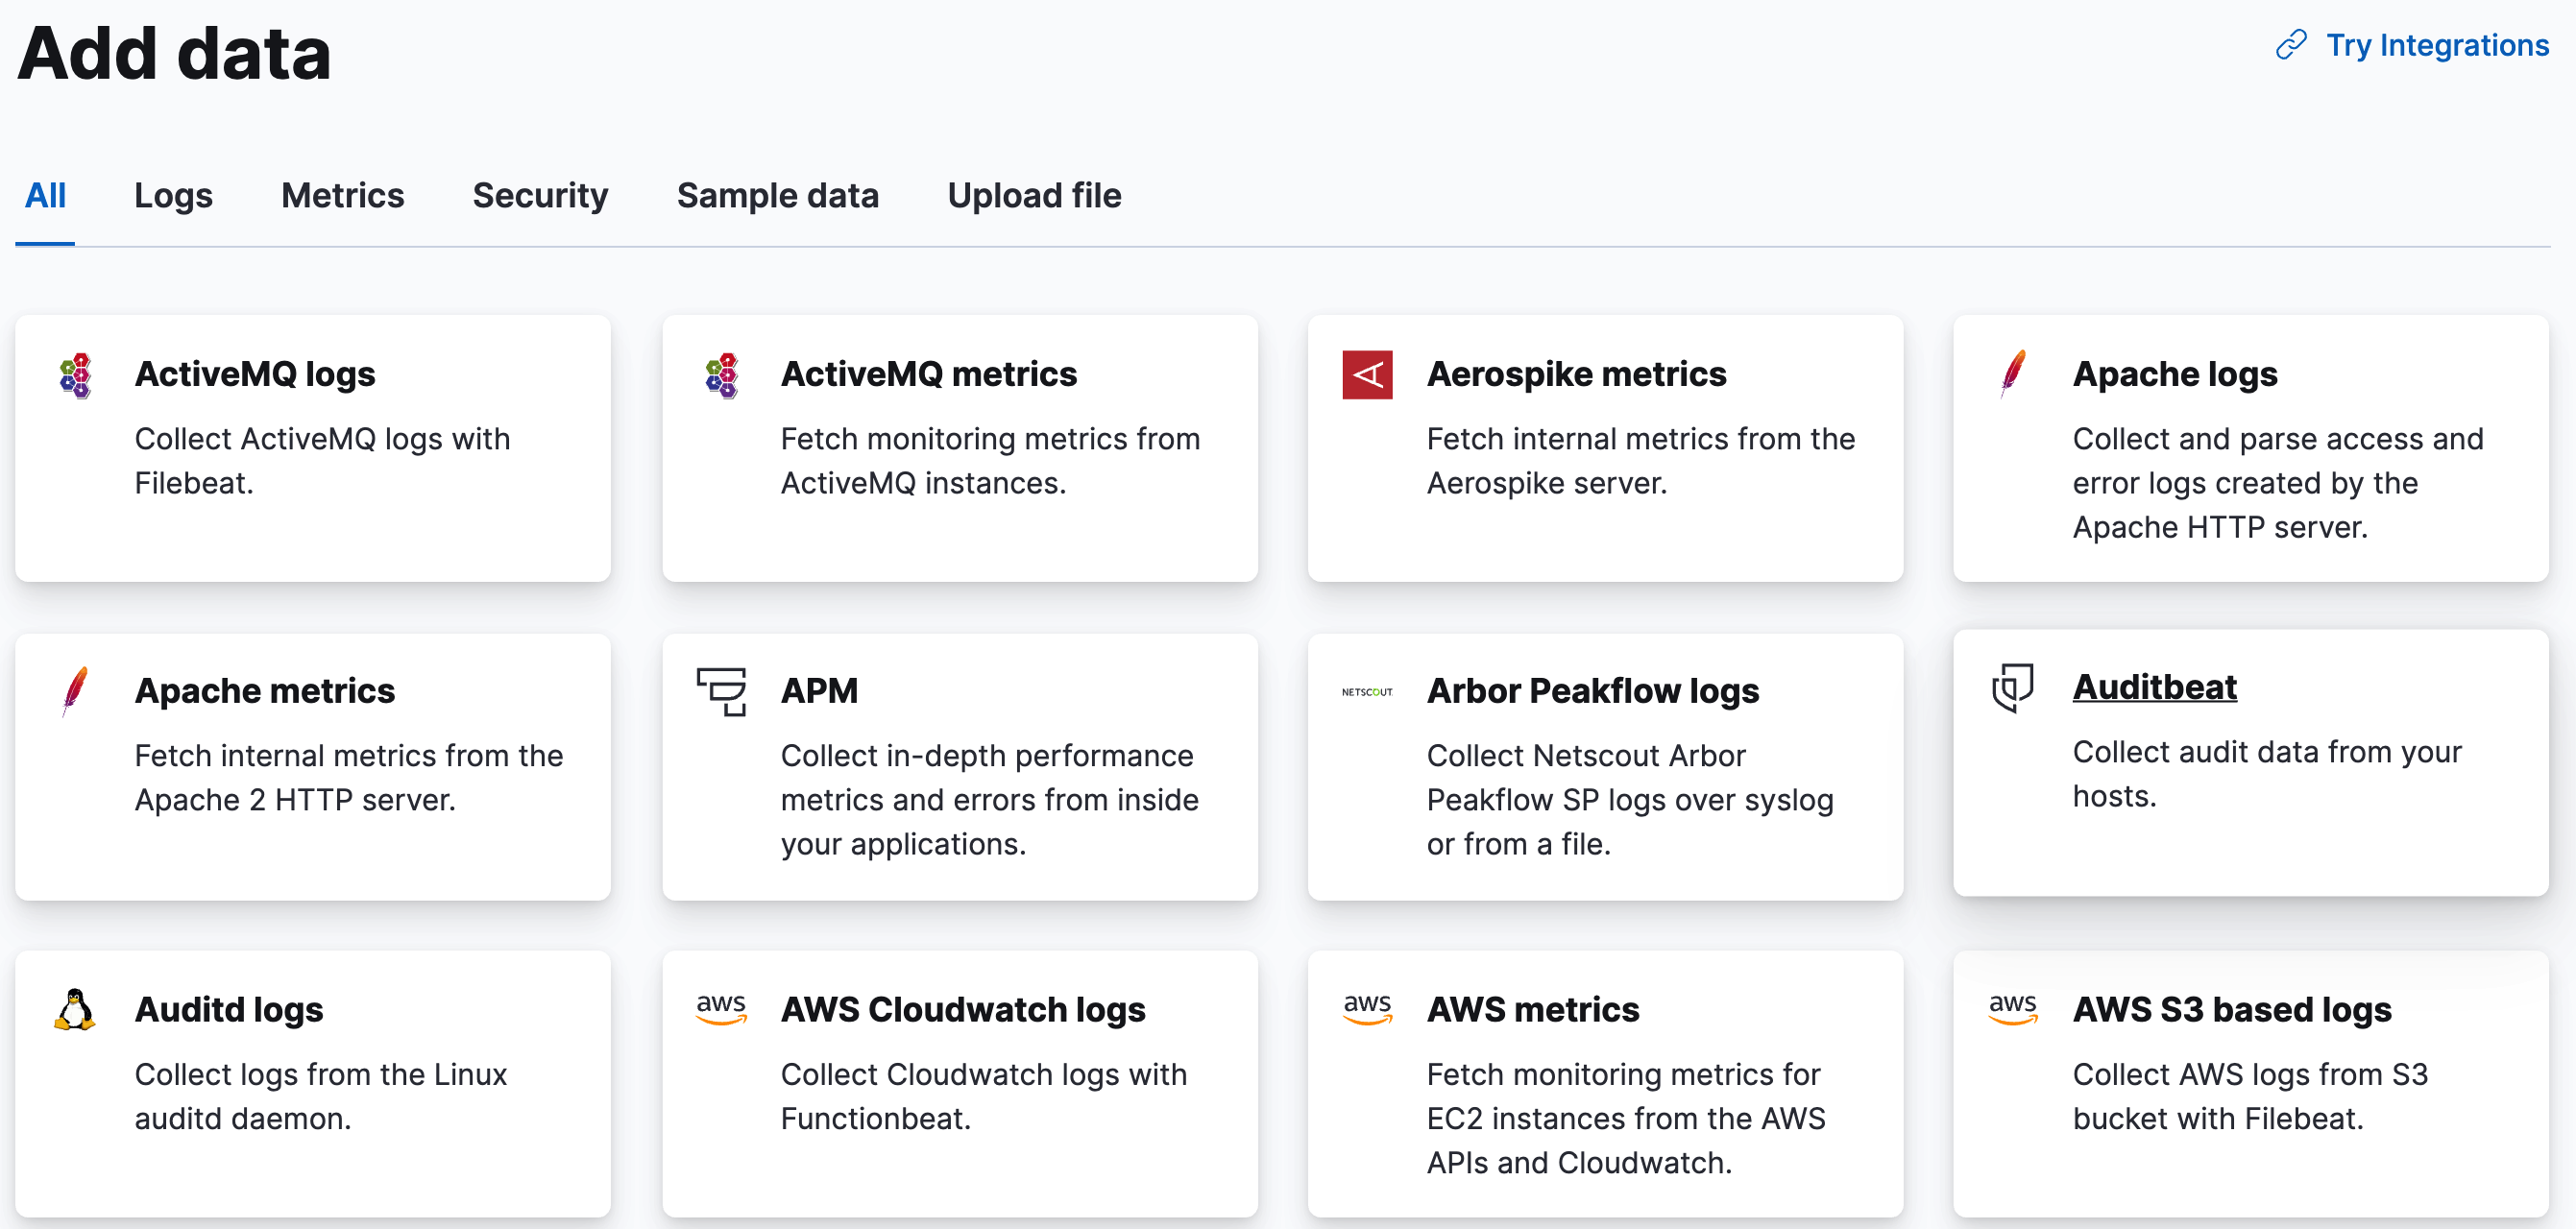 Add data
Try Integrations
All
Logs
Metrics
Security
Sample data
Upload file
ActiveMQ logs
Collect ActiveMQ logs with
Filebeat.
ActiveMQ metrics
Fetch monitoring metrics from
ActiveMQ instances.
Aerospike metrics
Fetch internal metrics from the
Aerospike server.
Apache logs
Collect and parse access and
error logs created by the
Apache HTTP server.
Apache metrics
Fetch internal metrics from the
Apache 2 HTTP server.
APM
Collect in-depth performance
metrics and errors from inside
your applications.
NETSCOUT
Arbor Peakflow logs
Collect Netscout Arbor
Peakflow SP logs over syslog
or from a file.
Auditbeat
Collect audit data from your
hosts.
Auditd logs
Collect logs from the Linux
auditd daemon.
aws
AWS Cloudwatch logs
Collect Cloudwatch logs with
Functionbeat.
aws
AWS metrics
Fetch monitoring metrics for
EC2 instances from the AWS
APIs and Cloudwatch.
aws
AWS S3 based logs
Collect AWS logs from S3
bucket with Filebeat.